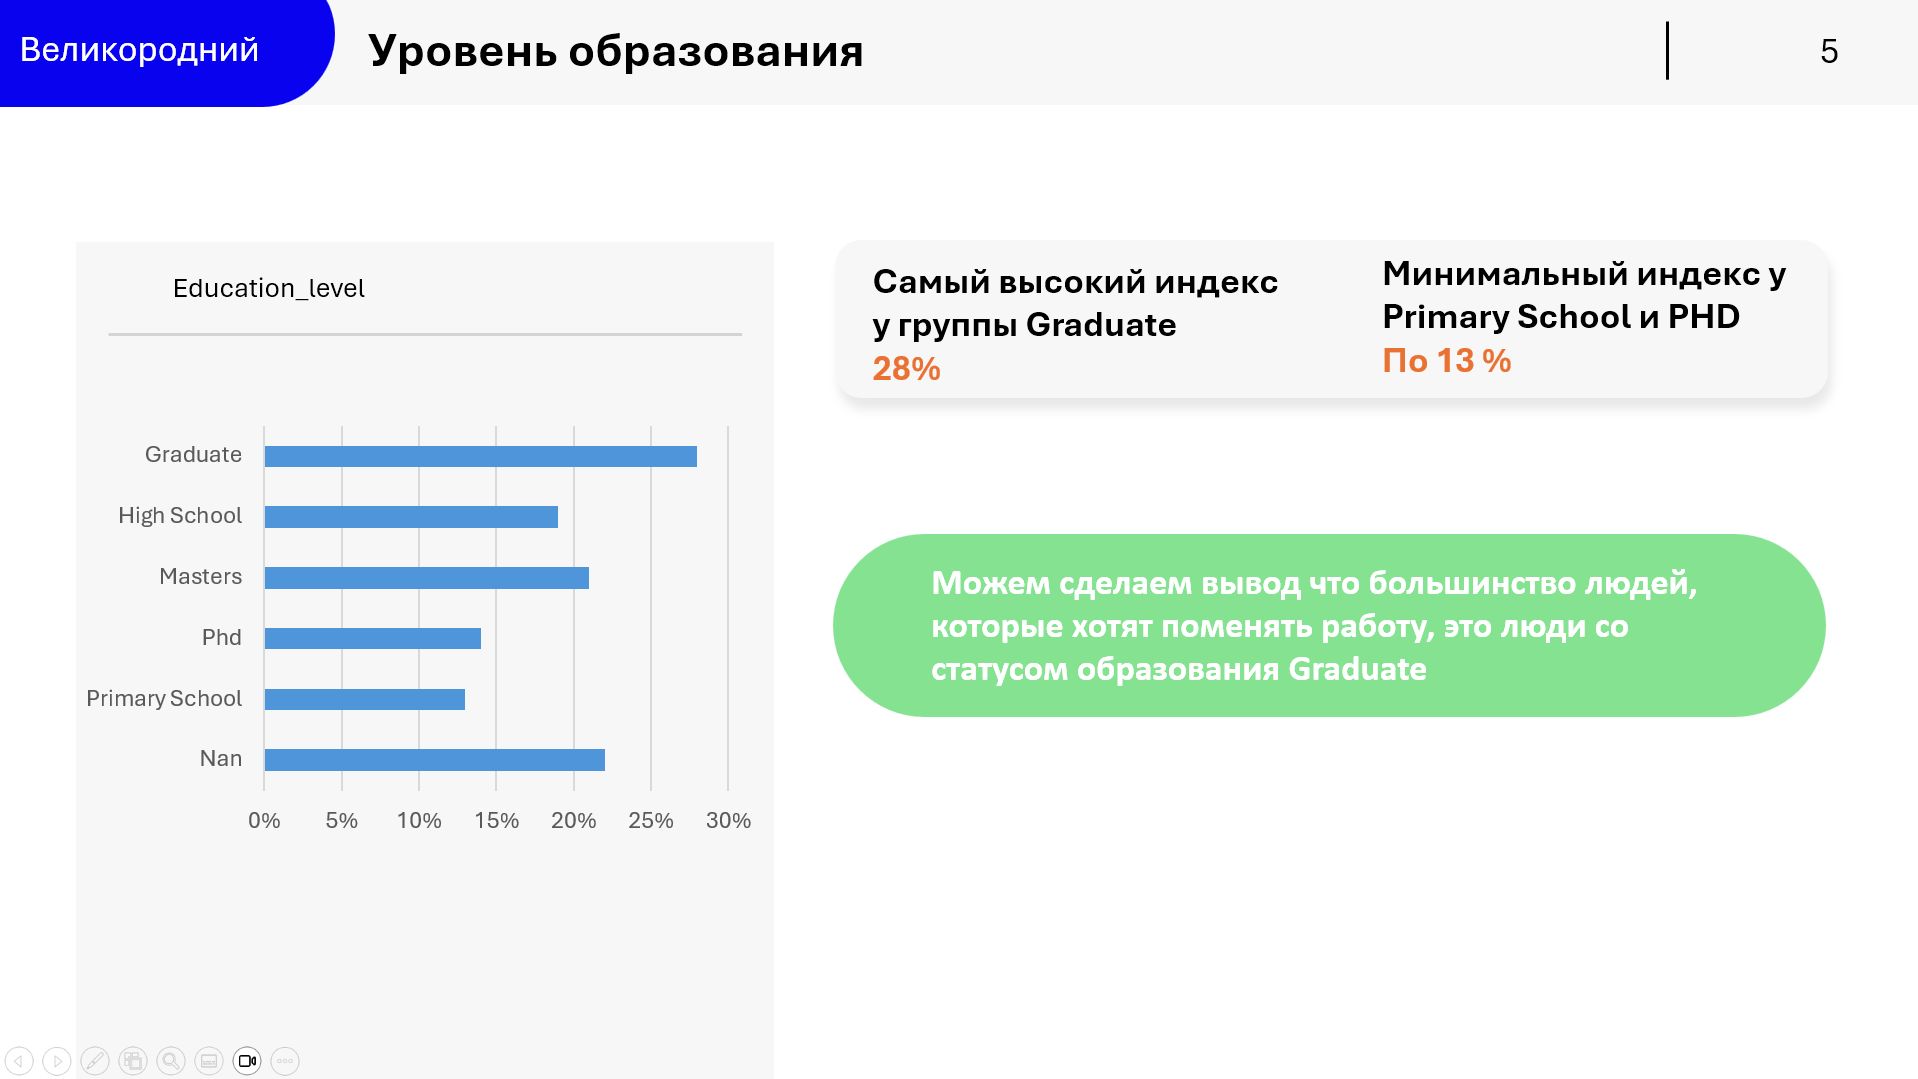 Великородний
Уровень образования
5
Education_level
Graduate
High School
Masters
Phd
Primary School
Nan
0% 5% 10% 15% 20% 25% 30%
Самый высокий индекс
у группы Graduate
28%
Минимальный индекс у
Primary School и PHD
По 13 %
Можем сделаем вывод что большинство людей,
которые хотят поменять работу, это люди со
статусом образования Graduate